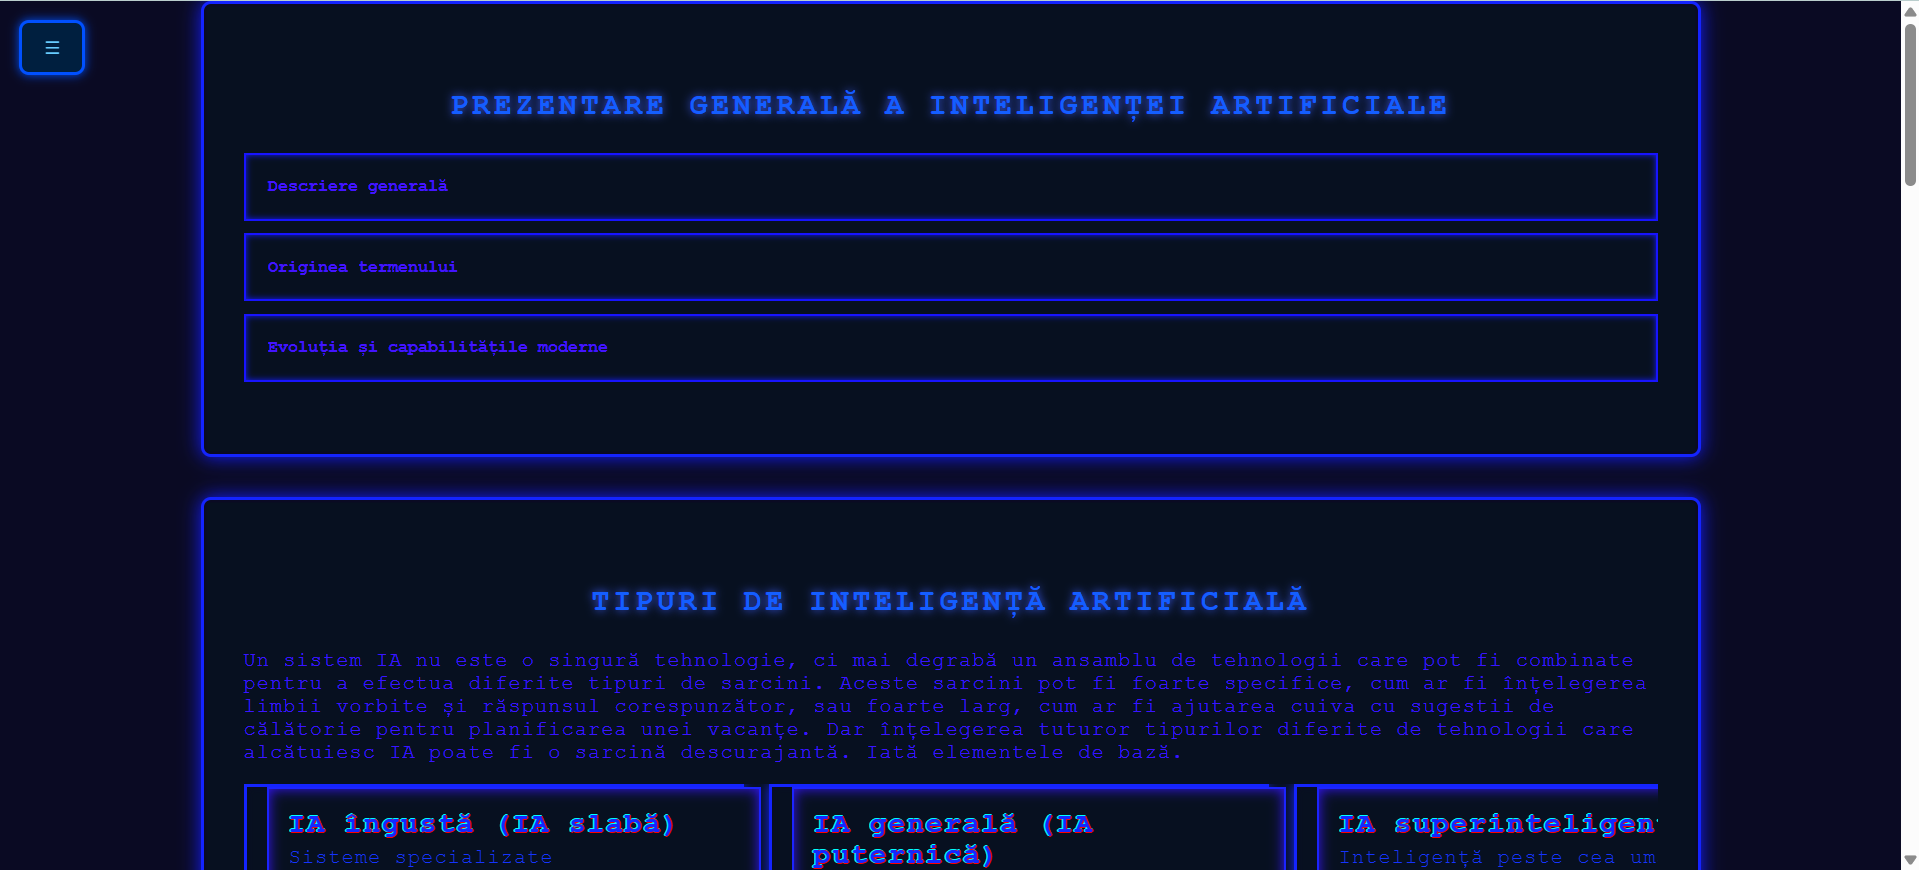 ☰
PREZENTARE GENERALĂ A INTELIGENȚEI ARTIFICIALE
Descriere generală
Originea termenului
Evoluția și capabilitățile moderne
TIPURI DE INTELIGENȚĂ ARTIFICIALĂ
Un sistem IA nu este o singură tehnologie, ci mai degrabă un ansamblu de tehnologii care pot fi combinate
pentru a efectua diferite tipuri de sarcini. Aceste sarcini pot fi foarte specifice, cum ar fi înțelegerea
limbii vorbite și răspunsul corespunzător, sau foarte larg, cum ar fi ajutarea cuiva cu sugestii de
călătorie pentru planificarea unei vacanțe. Dar înțelegerea tuturor tipurilor diferite de tehnologii care
alcătuiesc IA poate fi o sarcină descurajantă. Iată elementele de bază.
IA îngustă (IA slabă)
Sisteme specializate
IA generală (IA
puternică)
IA superinteligen
Inteligență peste cea um